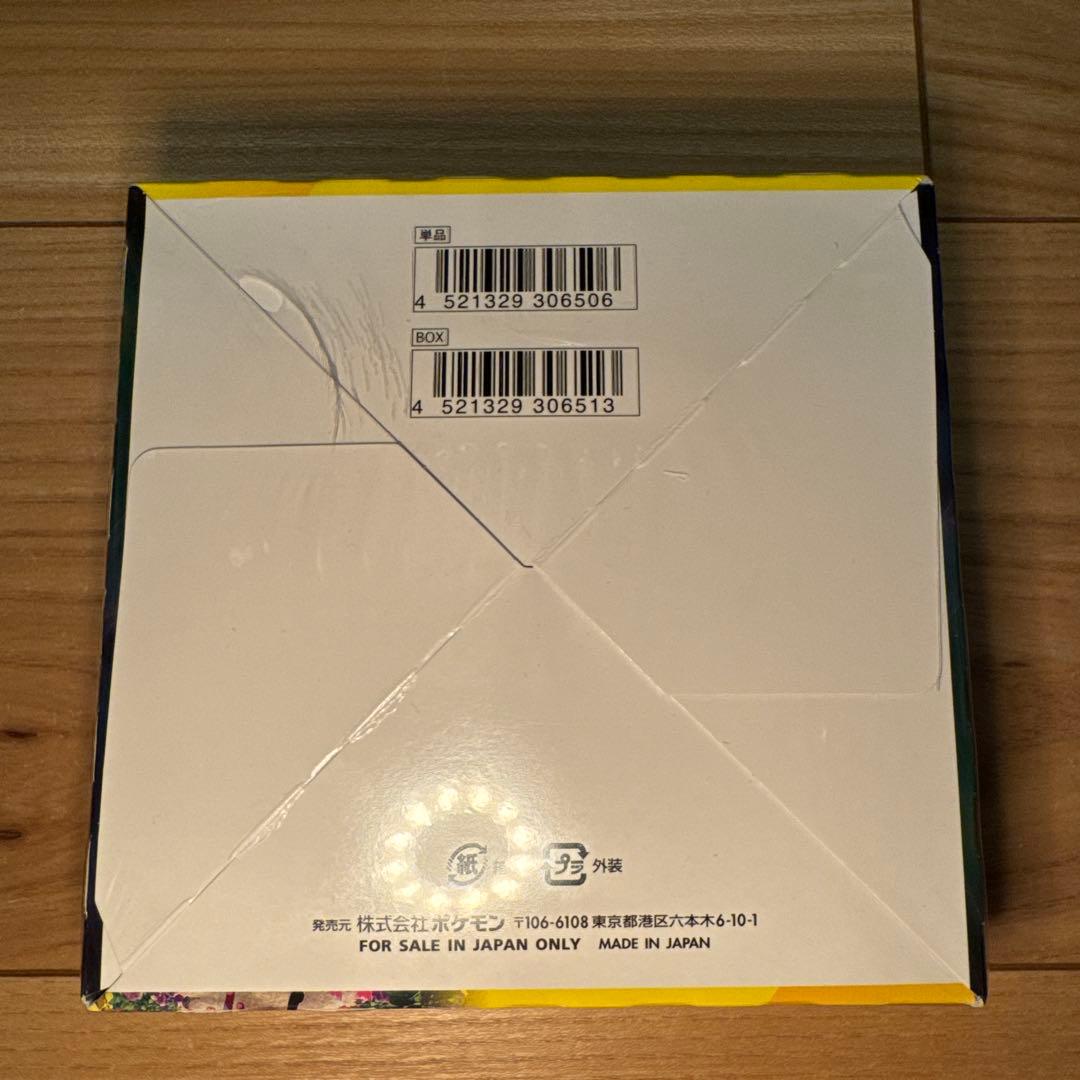 単品
4 521329 306506
BOX
4 521329 306513
紙
プラ 外装
発売元 株式会社ポケモン 〒106-6108 東京都港区六本木6-10-1
FOR SALE IN JAPAN ONLY MADE IN JAPAN